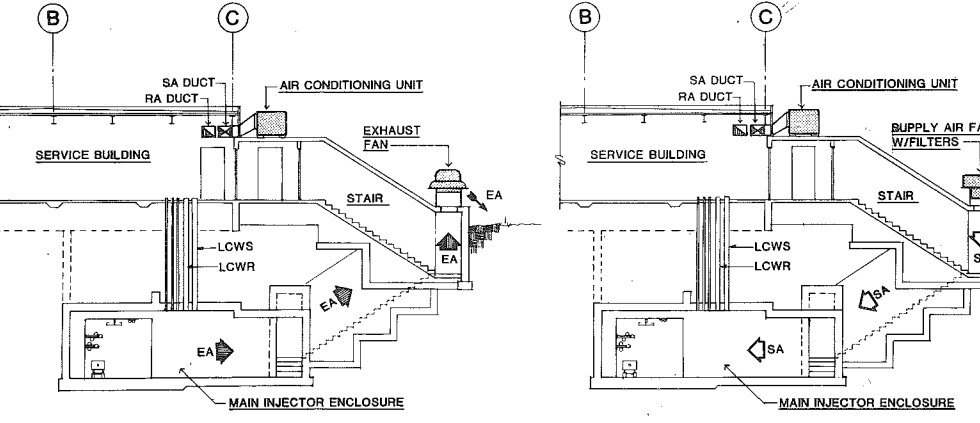 B
C
SA DUCT
RA DUCT
AIR CONDITIONING UNIT
EXHAUST
FAN
SERVICE BUILDING
STAIR
EA
EA
LCWS
LCWR
EA
EA
MAIN INJECTOR ENCLOSURE
B
C
SA DUCT
RA DUCT
AIR CONDITIONING UNIT
SUPPLY AIR FA
W/FILTERS
SERVICE BUILDING
STAIR
S
LCWS
LCWR
SA
SA
MAIN INJECTOR ENCLOSURE